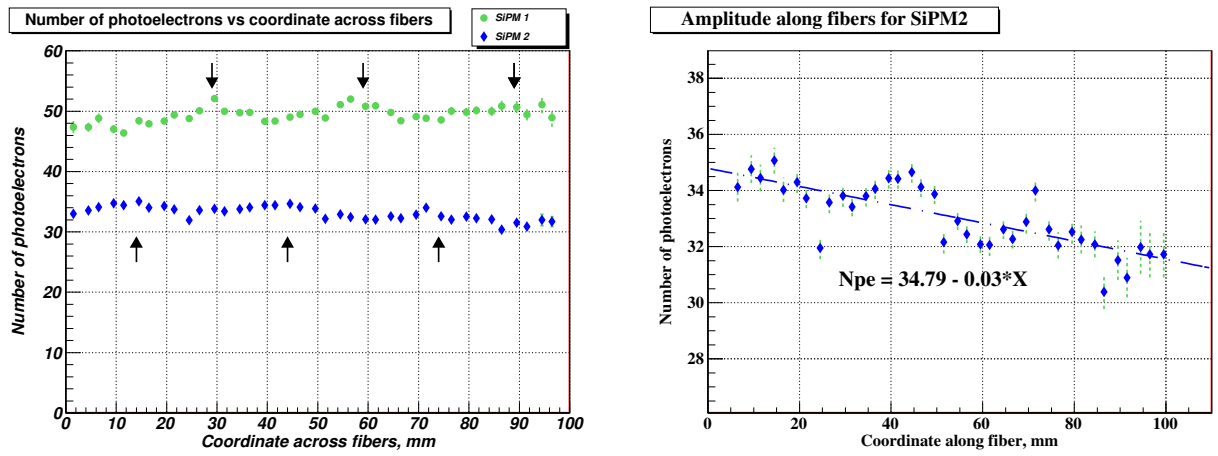 Number of photoelectrons vs coordinate across fibers
SiPM 1
SiPM 2
Number of photoelectrons
60
50
40
30
20
10
0
0 10 20 30 40 50 60 70 80 90 100
Coordinate across fibers, mm
Amplitude along fibers for SiPM2
Number of photoelectrons
38
36
34
32
30
28
Npe = 34.79 - 0.03*X
0 20 40 60 80 100
Coordinate along fiber, mm